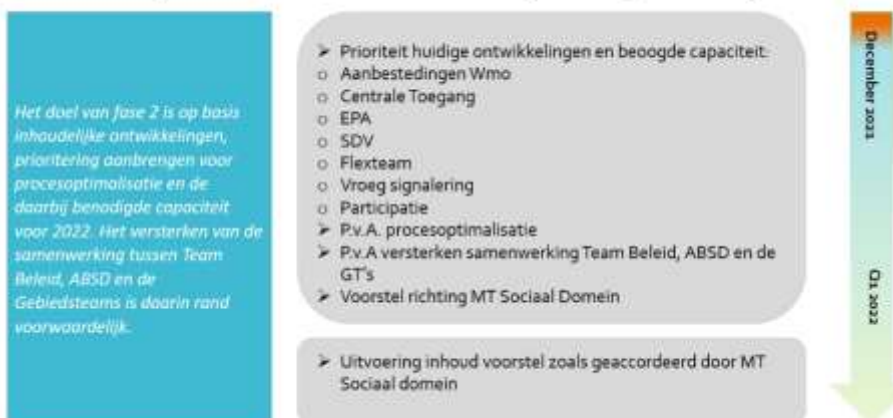 Het doel van fase 2 is op basis
inhoudelijke ontwikkelingen,
prioritering aanbrengen voor
procesoptimalisatie en de
daarbij benodigde capaciteit
voor 2022. Het versterken van de
samenwerking tussen Team
Beleid, ABSD en de
Gebiedsteams is daarin rand
voorwaardelijk.
➤ Prioriteit huidige ontwikkelingen en beoogde capaciteit:
o Aanbestedingen Wmo
o Centrale Toegang
o EPA
o SDV
o Flexteam
o Vroeg signalering
o Participatie
➤ P.v.A. procesoptimalisatie
➤ P.v.A versterken samenwerking Team Beleid, ABSD en de
GT's
➤ Voorstel richting MT Sociaal Domein
➤ Uitvoering inhoud voorstel zoals geaccordeerd door MT
Sociaal domein
December 2021
Q1 2022